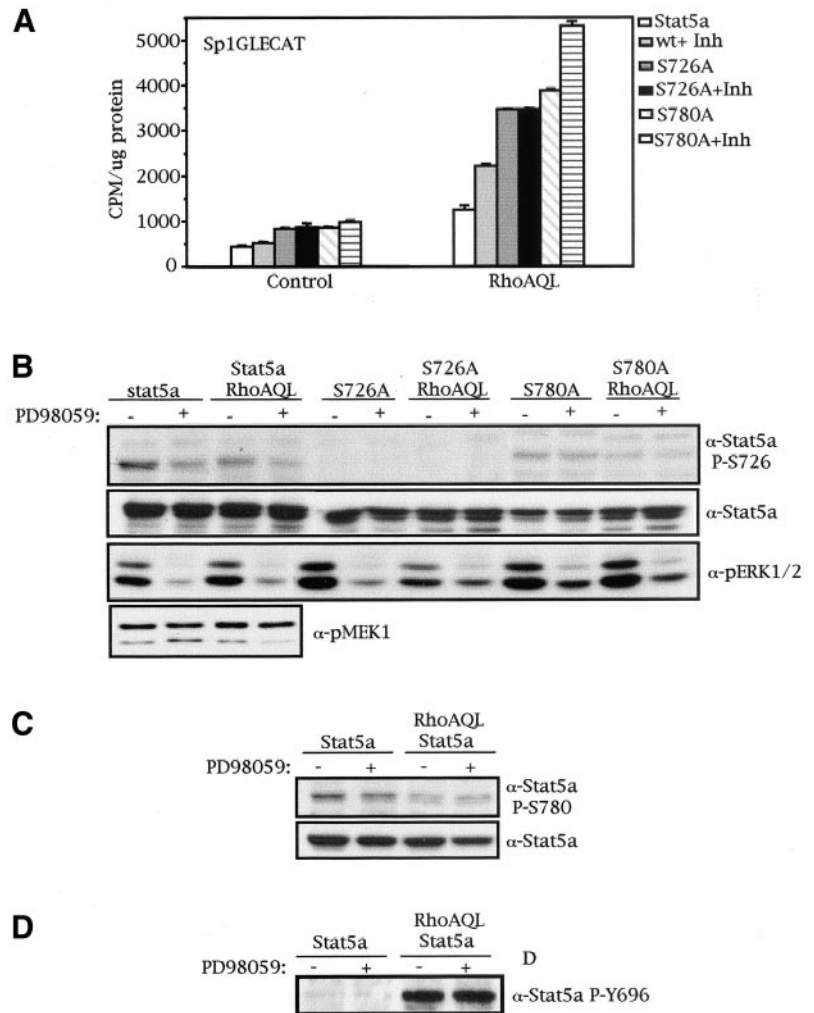 A
Sp1GLECAT
CPM/ug protein
5000
4000
3000
2000
1000
0
Control
RhoAQL
Stat5a
wt+ Inh
S726A
S726A+Inh
S780A
S780A+Inh
B
stat5a
Stat5a
RhoAQL
S726A
S726A
RhoAQL
S780A
S780A
RhoAQL
PD98059: - + - + - + - + - + - +
α-Stat5a
P-S726
α-Stat5a
α-pERK1/2
α-pMEK1
C
Stat5a
RhoAQL
Stat5a
PD98059: - + - +
α-Stat5a
P-S780
α-Stat5a
D
Stat5a
RhoAQL
Stat5a
D
PD98059: - + - +
α-Stat5a P-Y696